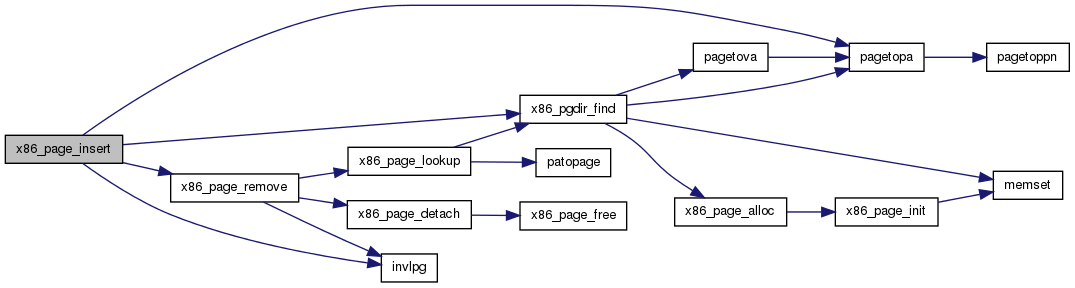 x86_page_insert
x86_page_remove
x86_page_lookup
x86_page_detach
invlpg
x86_pgdir_find
patopage
x86_page_free
pagetova
x86_page_alloc
pagetopa
x86_page_init
pagetoppn
memset